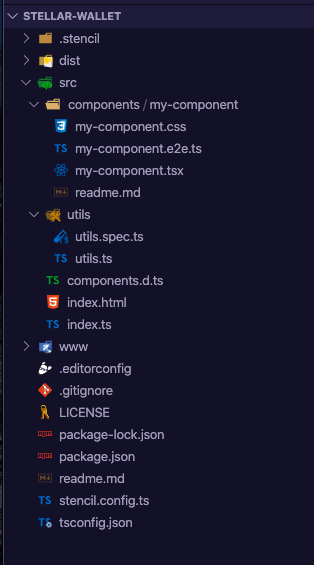 STELLAR-WALLET
.stencil
dist
src
components / my-component
my-component.css
TS my-component.e2e.ts
my-component.tsx
readme.md
utils
utils.spec.ts
TS utils.ts
TS components.d.ts
index.html
TS index.ts
www
.editorconfig
.gitignore
LICENSE
package-lock.json
package.json
readme.md
TS stencil.config.ts
TS tsconfig.json